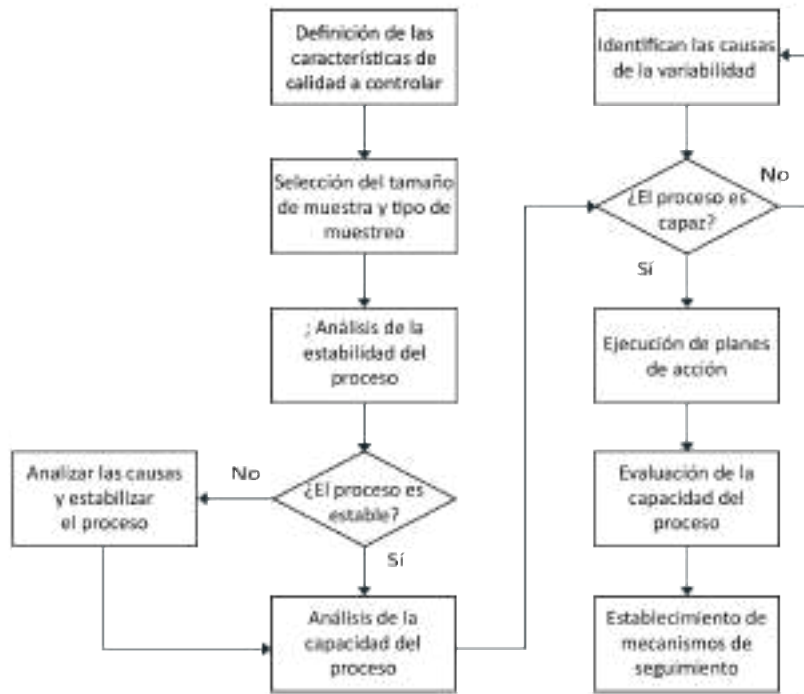 Definición de las
características de
calidad a controlar
Selección del tamaño
de muestra y tipo de
muestreo
; Análisis de la
estabilidad del
proceso
¿El proceso es
estable?
No
Analizar las causas
y estabilizar
el proceso
Sí
Análisis de la
capacidad del
proceso
Identifican las causas
de la variabilidad
¿El proceso es
capaz?
No
Sí
Ejecución de planes
de acción
Evaluación de la
capacidad del
proceso
Establecimiento de
mecanismos de
seguimiento